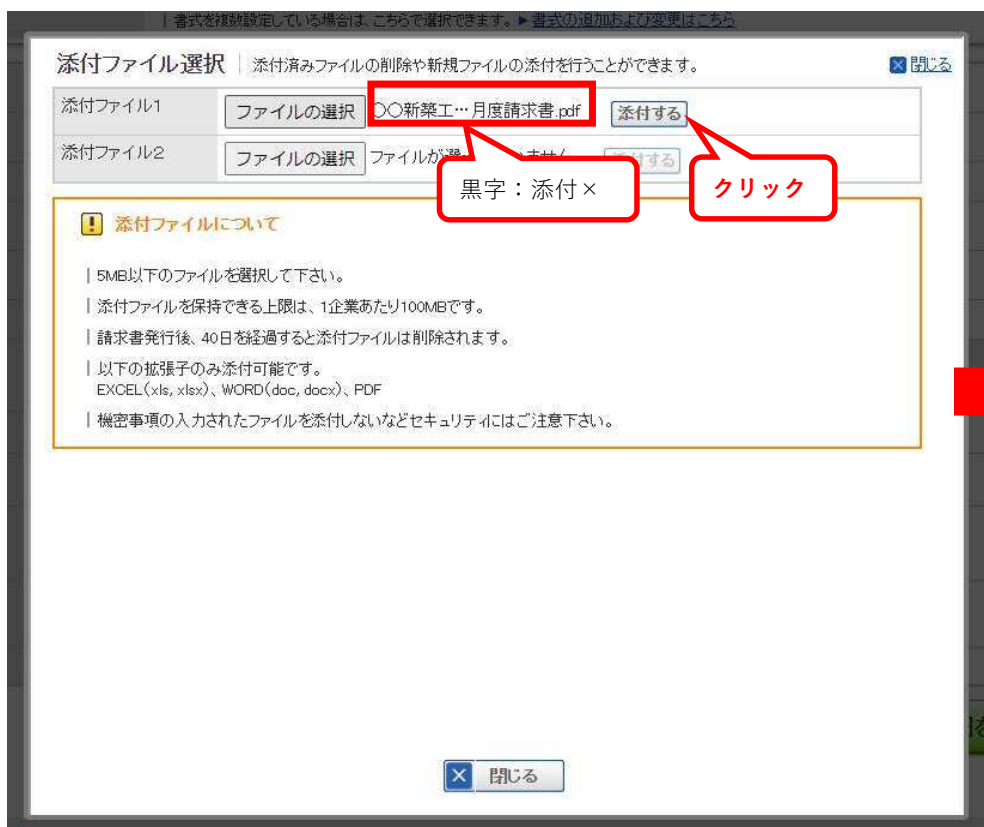 書式を複数設定している場合は、こちらで選択できます。▶書式の追加および変更はこちら
添付ファイル選択 | 添付済みファイルの削除や新規ファイルの添付を行うことができます。 閉じる
添付ファイル1 ファイルの選択 〇〇新築工…月度請求書.pdf 添付する
添付ファイル2 ファイルの選択 ファイルが 添付する
黒字：添付×
クリック
添付ファイルについて
| 5MB以下のファイルを選択して下さい。
| 添付ファイルを保持できる上限は、1企業あたり100MBです。
| 請求書発行後、40日を経過すると添付ファイルは削除されます。
| 以下の拡張子のみ添付可能です。
EXCEL(xls, xlsx)、WORD(doc, docx)、PDF
| 機密事項の入力されたファイルを添付しないなどセキュリティにはご注意下さい。
閉じる